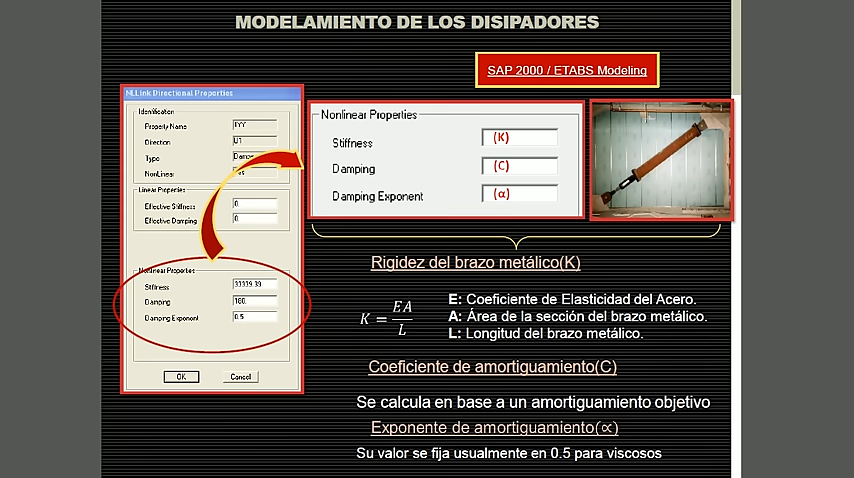 MODELAMIENTO DE LOS DISIPADORES
SAP 2000 / ETABS Modeling
NLLink Directional Properties
Identification
Property Name
Direction U1
Type
NonLinear
Linear Properties
Effective Stiffness 0.
Effective Damping 0.
Nonlinear Properties
Stiffness 33339.39
Damping 180.
Damping Exponent 0.5
OK Cancel
Nonlinear Properties
Stiffness (K)
Damping (C)
Damping Exponent (α)
Rigidez del brazo metálico(K)
K = EA / L
E: Coeficiente de Elasticidad del Acero.
A: Área de la sección del brazo metálico.
L: Longitud del brazo metálico.
Coeficiente de amortiguamiento(C)
Se calcula en base a un amortiguamiento objetivo
Exponente de amortiguamiento(∝)
Su valor se fija usualmente en 0.5 para viscosos